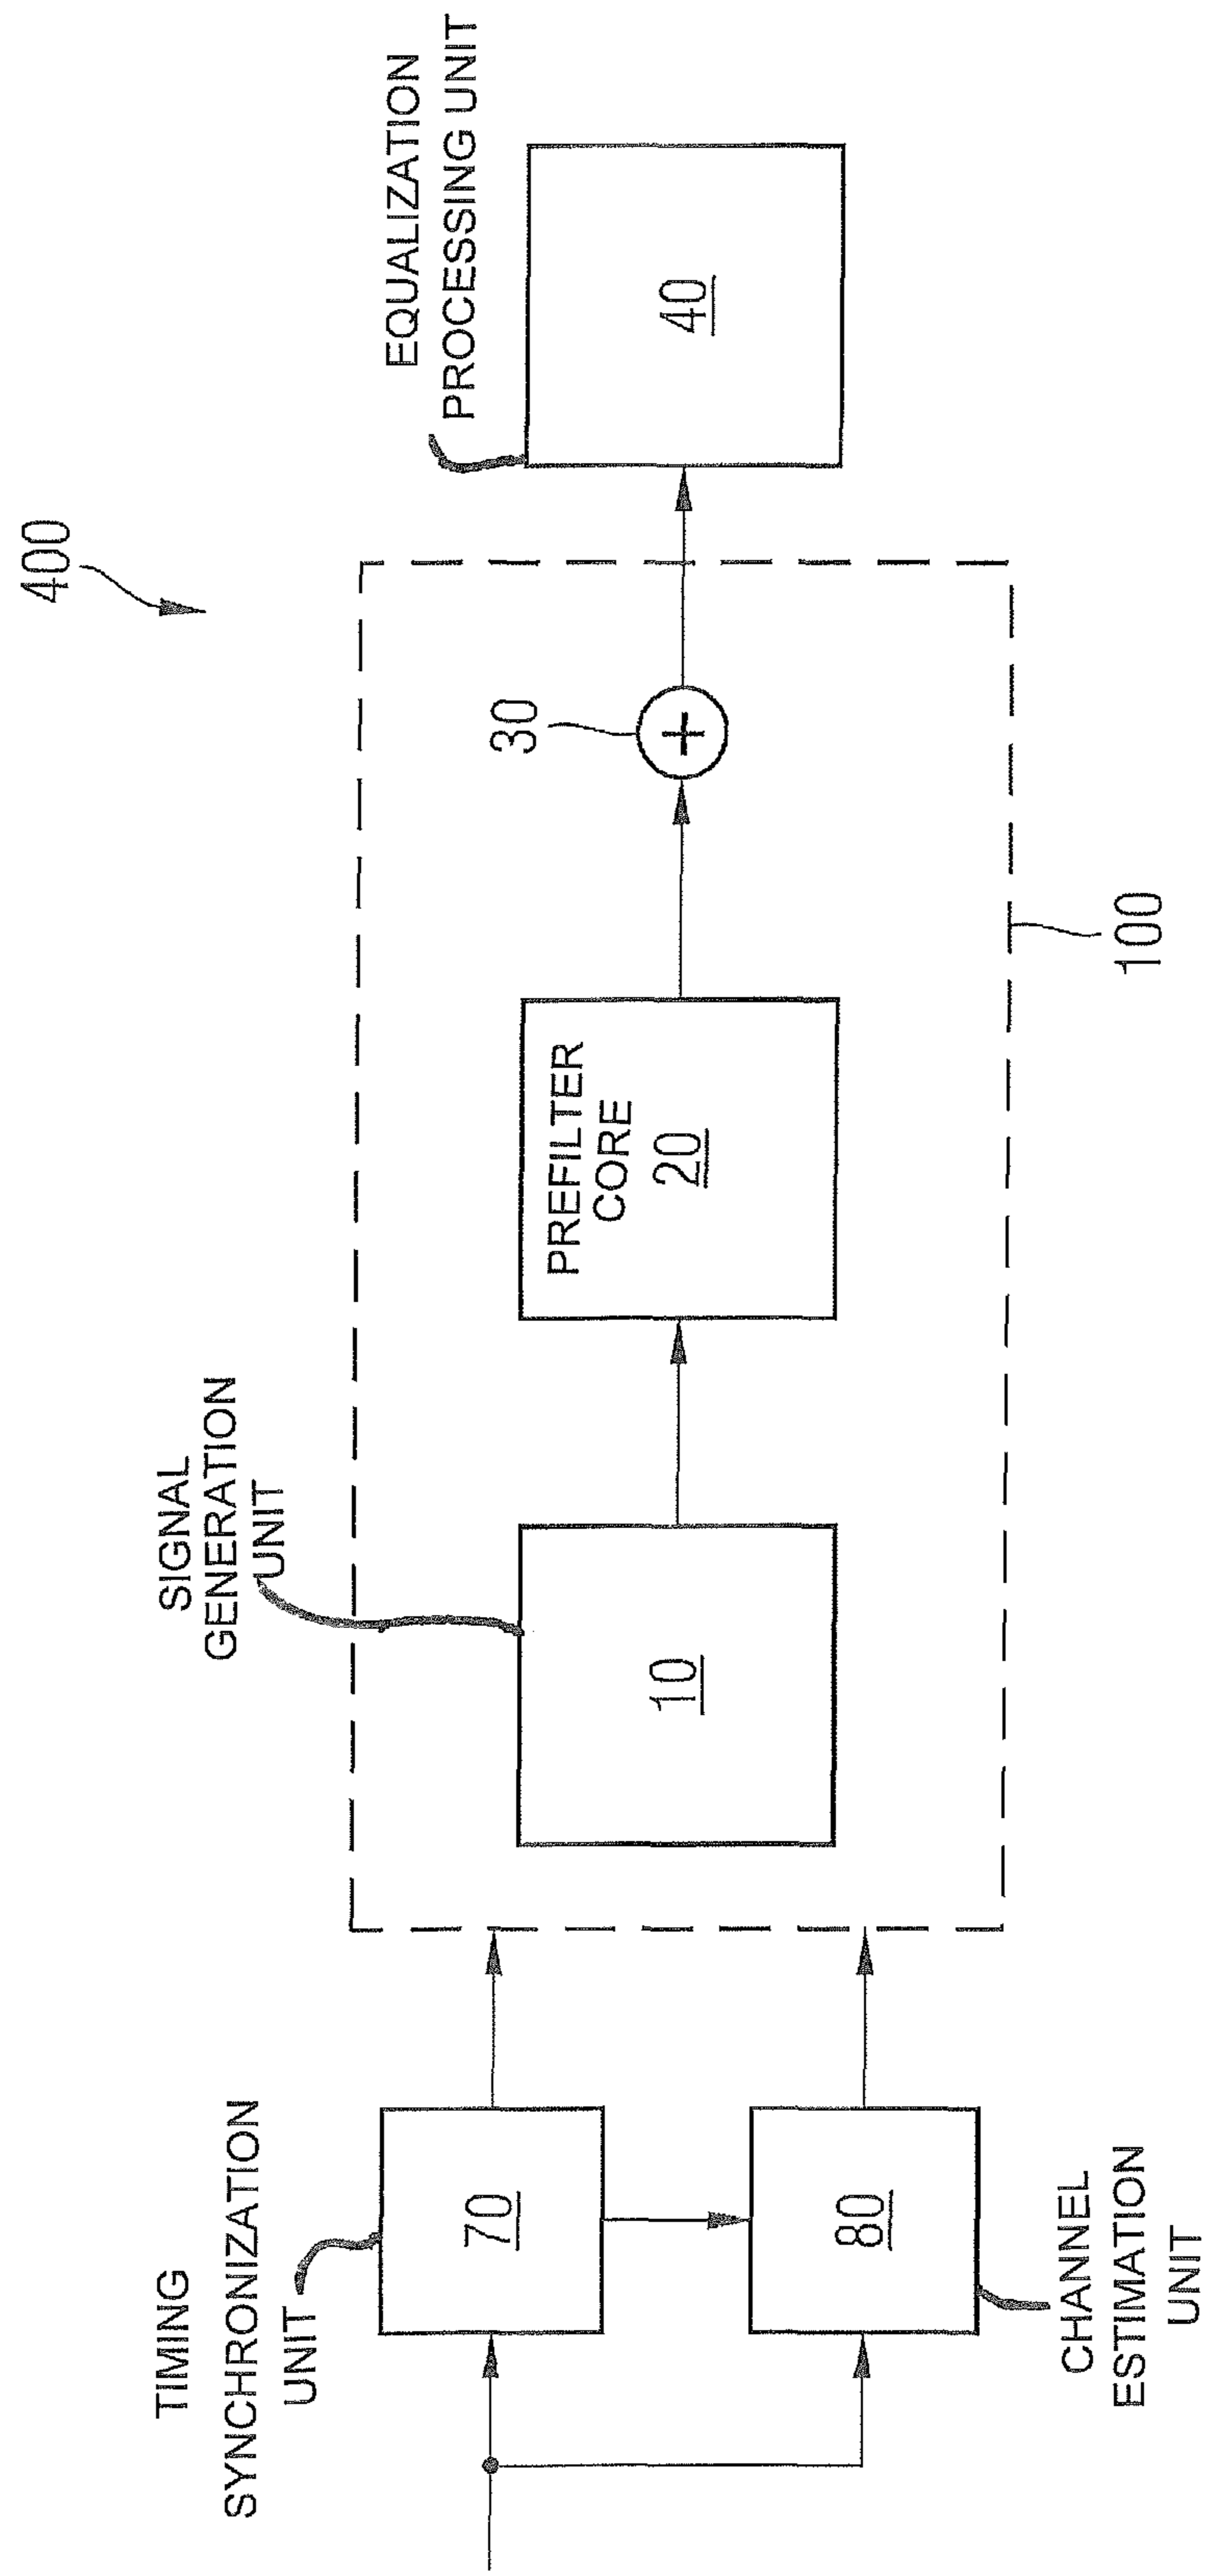 400
EQUALIZATION
PROCESSING UNIT
40
30
PREFILTER
CORE
20
100
SIGNAL
GENERATION
UNIT
10
TIMING
SYNCHRONIZATION
UNIT
70
80
CHANNEL
ESTIMATION
UNIT